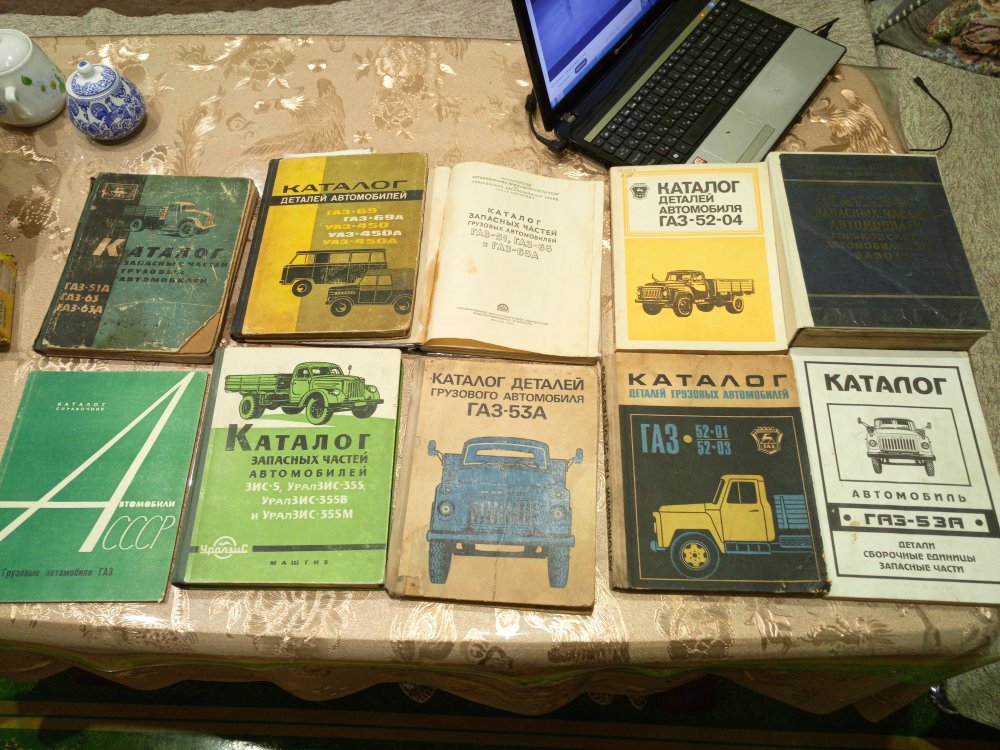 КАТАЛОГ
ЗАПАСНЫХ ЧАСТЕЙ
ГРУЗОВЫХ
АВТОМОБИЛЕЙ
ГАЗ-51А
ГАЗ-63
ГАЗ-63А
КАТАЛОГ
ДЕТАЛЕЙ АВТОМОБИЛЕЙ
ГАЗ-69
ГАЗ-69А
УАЗ-450
УАЗ-450А
УАЗ-450Д
КАТАЛОГ
ЗАПАСНЫХ ЧАСТЕЙ
ГРУЗОВЫХ АВТОМОБИЛЕЙ
ГАЗ-51, ГАЗ-63
и ГАЗ-63А
КАТАЛОГ
ДЕТАЛЕЙ
АВТОМОБИЛЯ
ГАЗ-52-04
КАТАЛОГ
ЗАПАСНЫХ ЧАСТЕЙ
КАТАЛОГ
СПРАВОЧНИК
АВТОМОБИЛИ
СССР
Грузовые автомобили ГАЗ
КАТАЛОГ
ЗАПАСНЫХ ЧАСТЕЙ
АВТОМОБИЛЕЙ
ЗИС-5, УралЗИС-355,
УралЗИС-355В
и УралЗИС-355М
УралЗиС
МАШГИЗ
КАТАЛОГ ДЕТАЛЕЙ
ГРУЗОВОГО АВТОМОБИЛЯ
ГАЗ-53А
КАТАЛОГ
ДЕТАЛЕЙ ГРУЗОВЫХ АВТОМОБИЛЕЙ
ГАЗ • 52-01
52-03
ГАЗ
КАТАЛОГ
АВТОМОБИЛЬ
• ГАЗ-53А •
ДЕТАЛИ
СБОРОЧНЫЕ ЕДИНИЦЫ
ЗАПАСНЫЕ ЧАСТИ